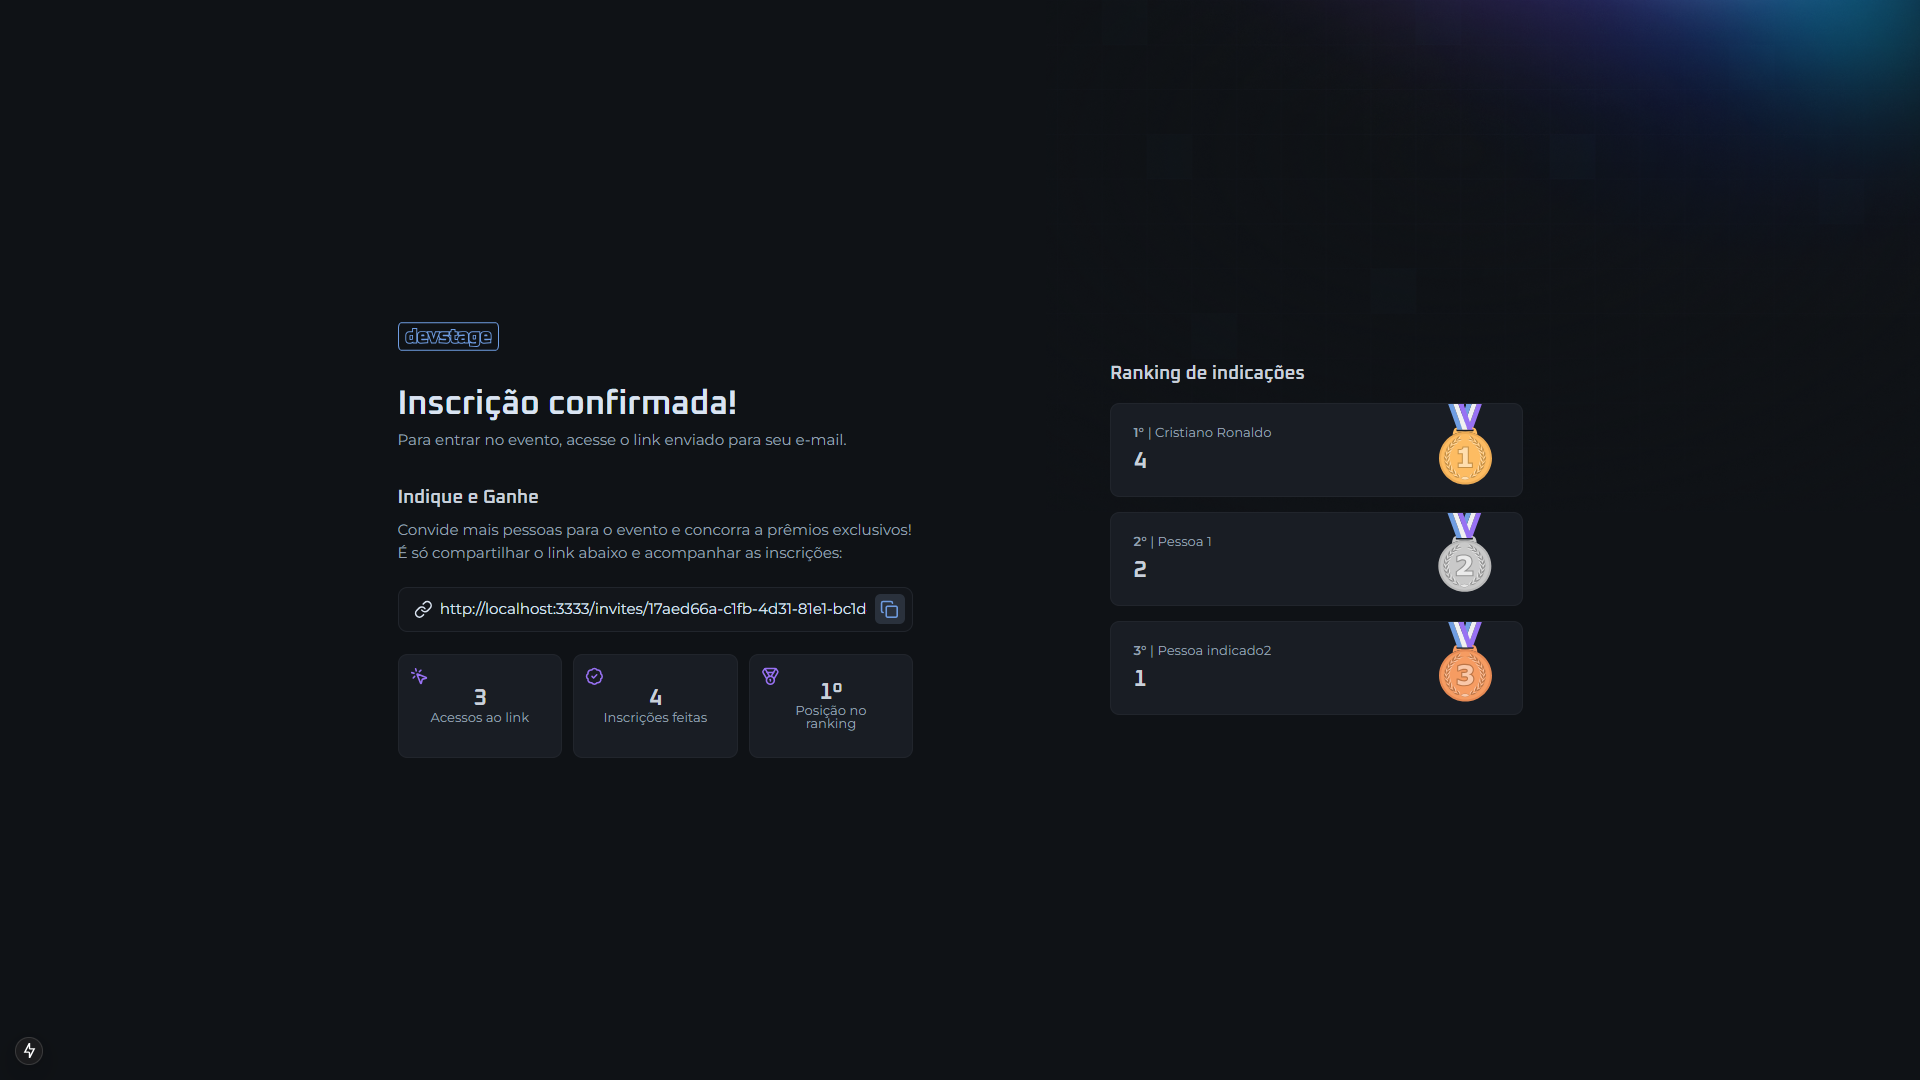 devstage
Inscrição confirmada!
Para entrar no evento, acesse o link enviado para seu e-mail.
Indique e Ganhe
Convide mais pessoas para o evento e concorra a prêmios exclusivos!
É só compartilhar o link abaixo e acompanhar as inscrições:
http://localhost:3333/invites/17aed66a-c1fb-4d31-81e1-bc1d
3
Acessos ao link
4
Inscrições feitas
1º
Posição no
ranking
Ranking de indicações
1º | Cristiano Ronaldo
4
1
2º | Pessoa 1
2
2
3º | Pessoa indicado2
1
3